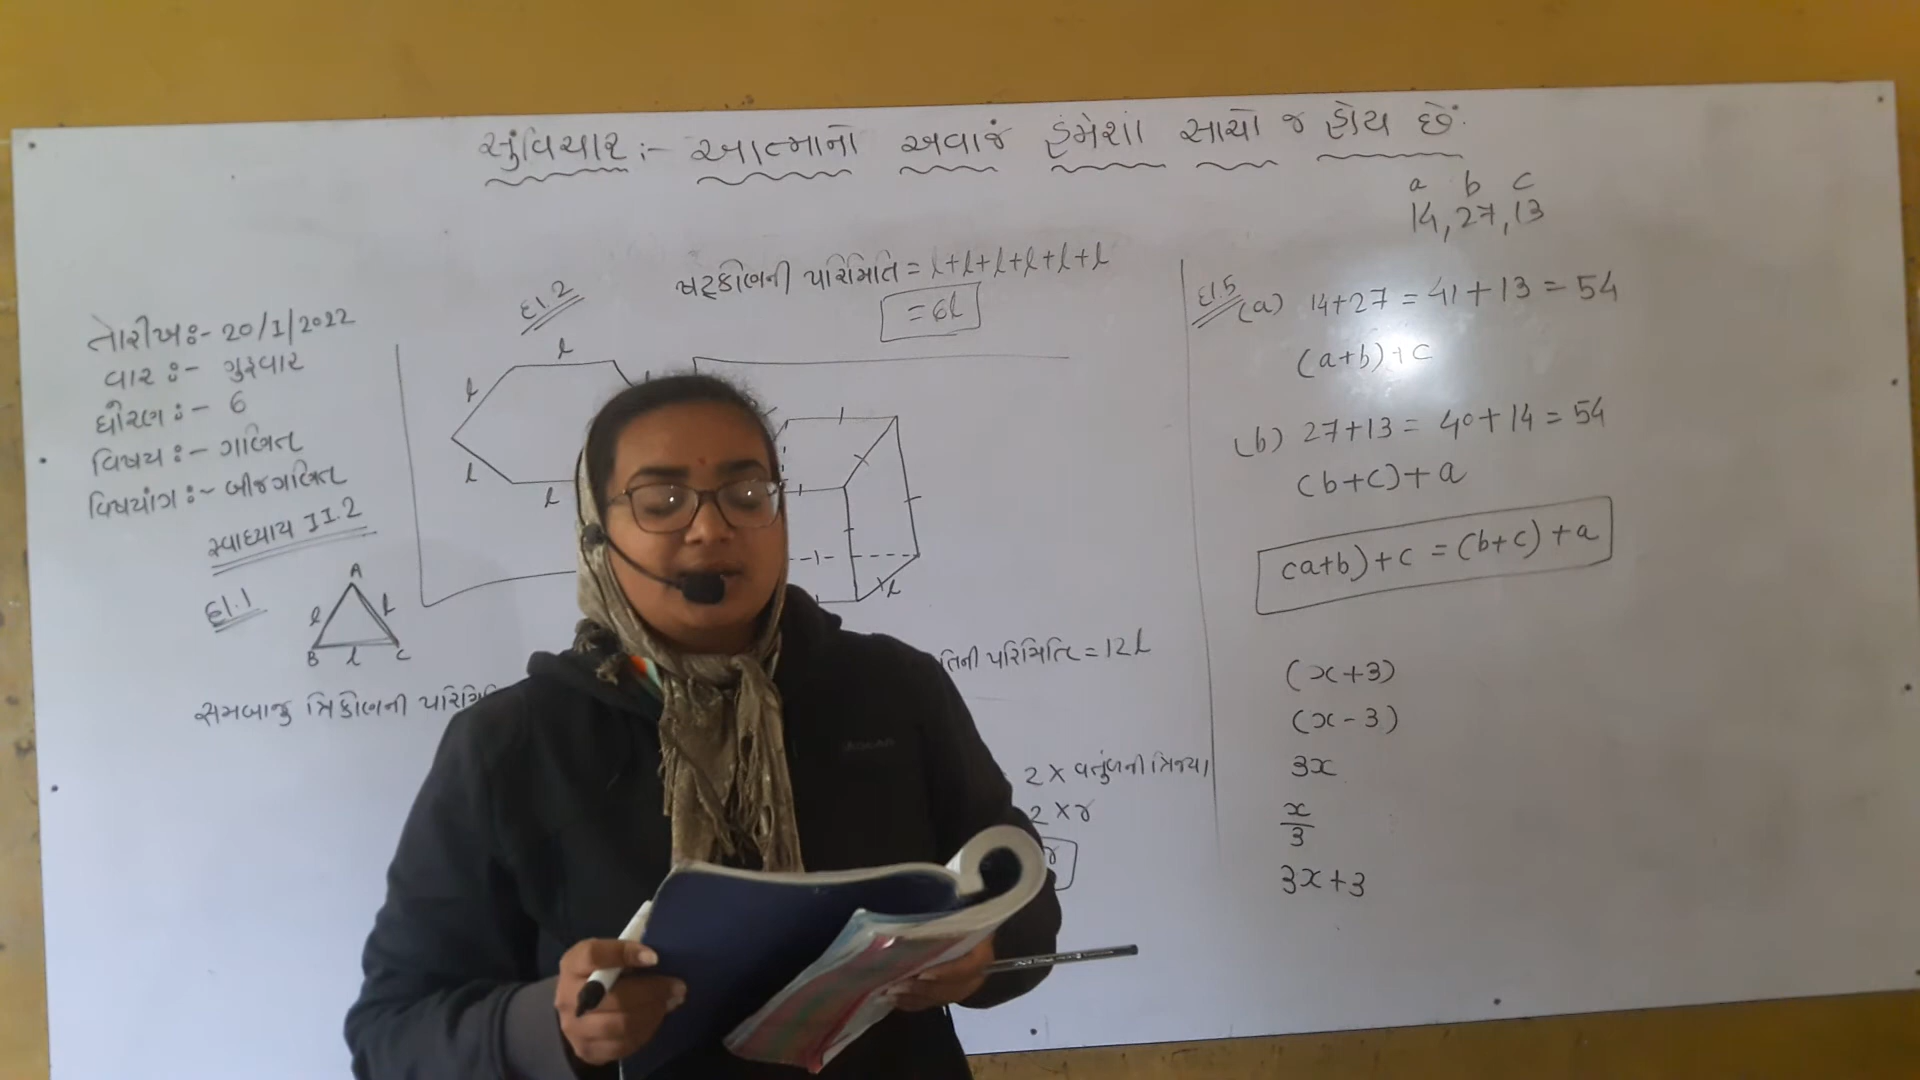 સુવિચાર :- આત્માનો અવાજ હંમેશા સાચો જ હોય છે.
તારીખ :- 20/1/2022
વાર :- ગુરુવાર
ધોરણ :- 6
વિષય :- ગણિત
વિષયાંગ :- બીજગણિત
સ્વાધ્યાય 11.2
દા.1
A
l l
B l C
સમબાજુ ત્રિકોણની
દા.2
ષટ્કોણની પરિમિતિ = l+l+l+l+l+l
= 6l
l
l
l
l
l
પરિમિતિ = 12l
2 × વર્તુળની ત્રિજ્યા
2 × r
a b c
14, 27, 13
દા.5 (a) 14+27 = 41+13 = 54
(a+b)+c
(b) 27+13 = 40+14 = 54
(b+c)+a
(a+b)+c = (b+c)+a
(x+3)
(x-3)
3x
x
3
3x+3